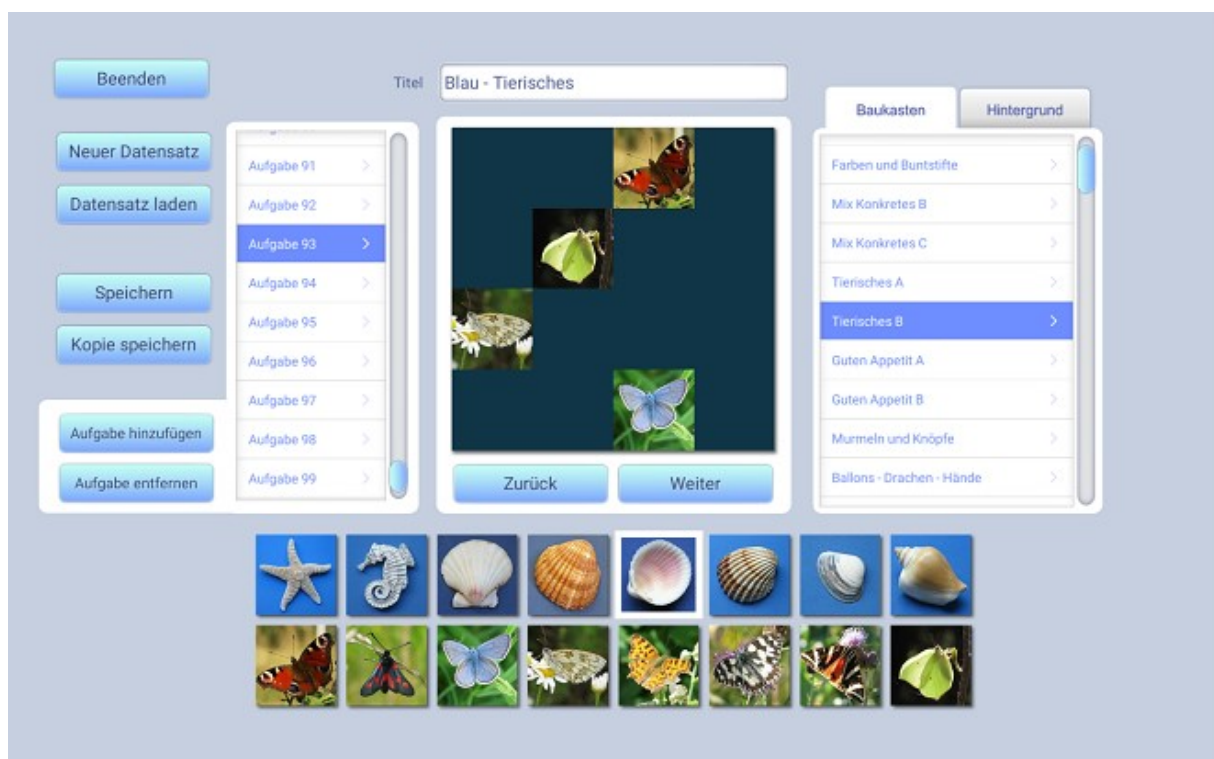 Beenden
Titel
Blau - Tierisches
Baukasten
Hintergrund
Neuer Datensatz
Datensatz laden
Speichern
Kopie speichern
Aufgabe hinzufügen
Aufgabe entfernen
Aufgabe 91
Aufgabe 92
Aufgabe 93
Aufgabe 94
Aufgabe 95
Aufgabe 96
Aufgabe 97
Aufgabe 98
Aufgabe 99
Zurück
Weiter
Farben und Buntstifte
Mix Konkretes B
Mix Konkretes C
Tierisches A
Tierisches B
Guten Appetit A
Guten Appetit B
Murmeln und Knöpfe
Ballons - Drachen - Hände